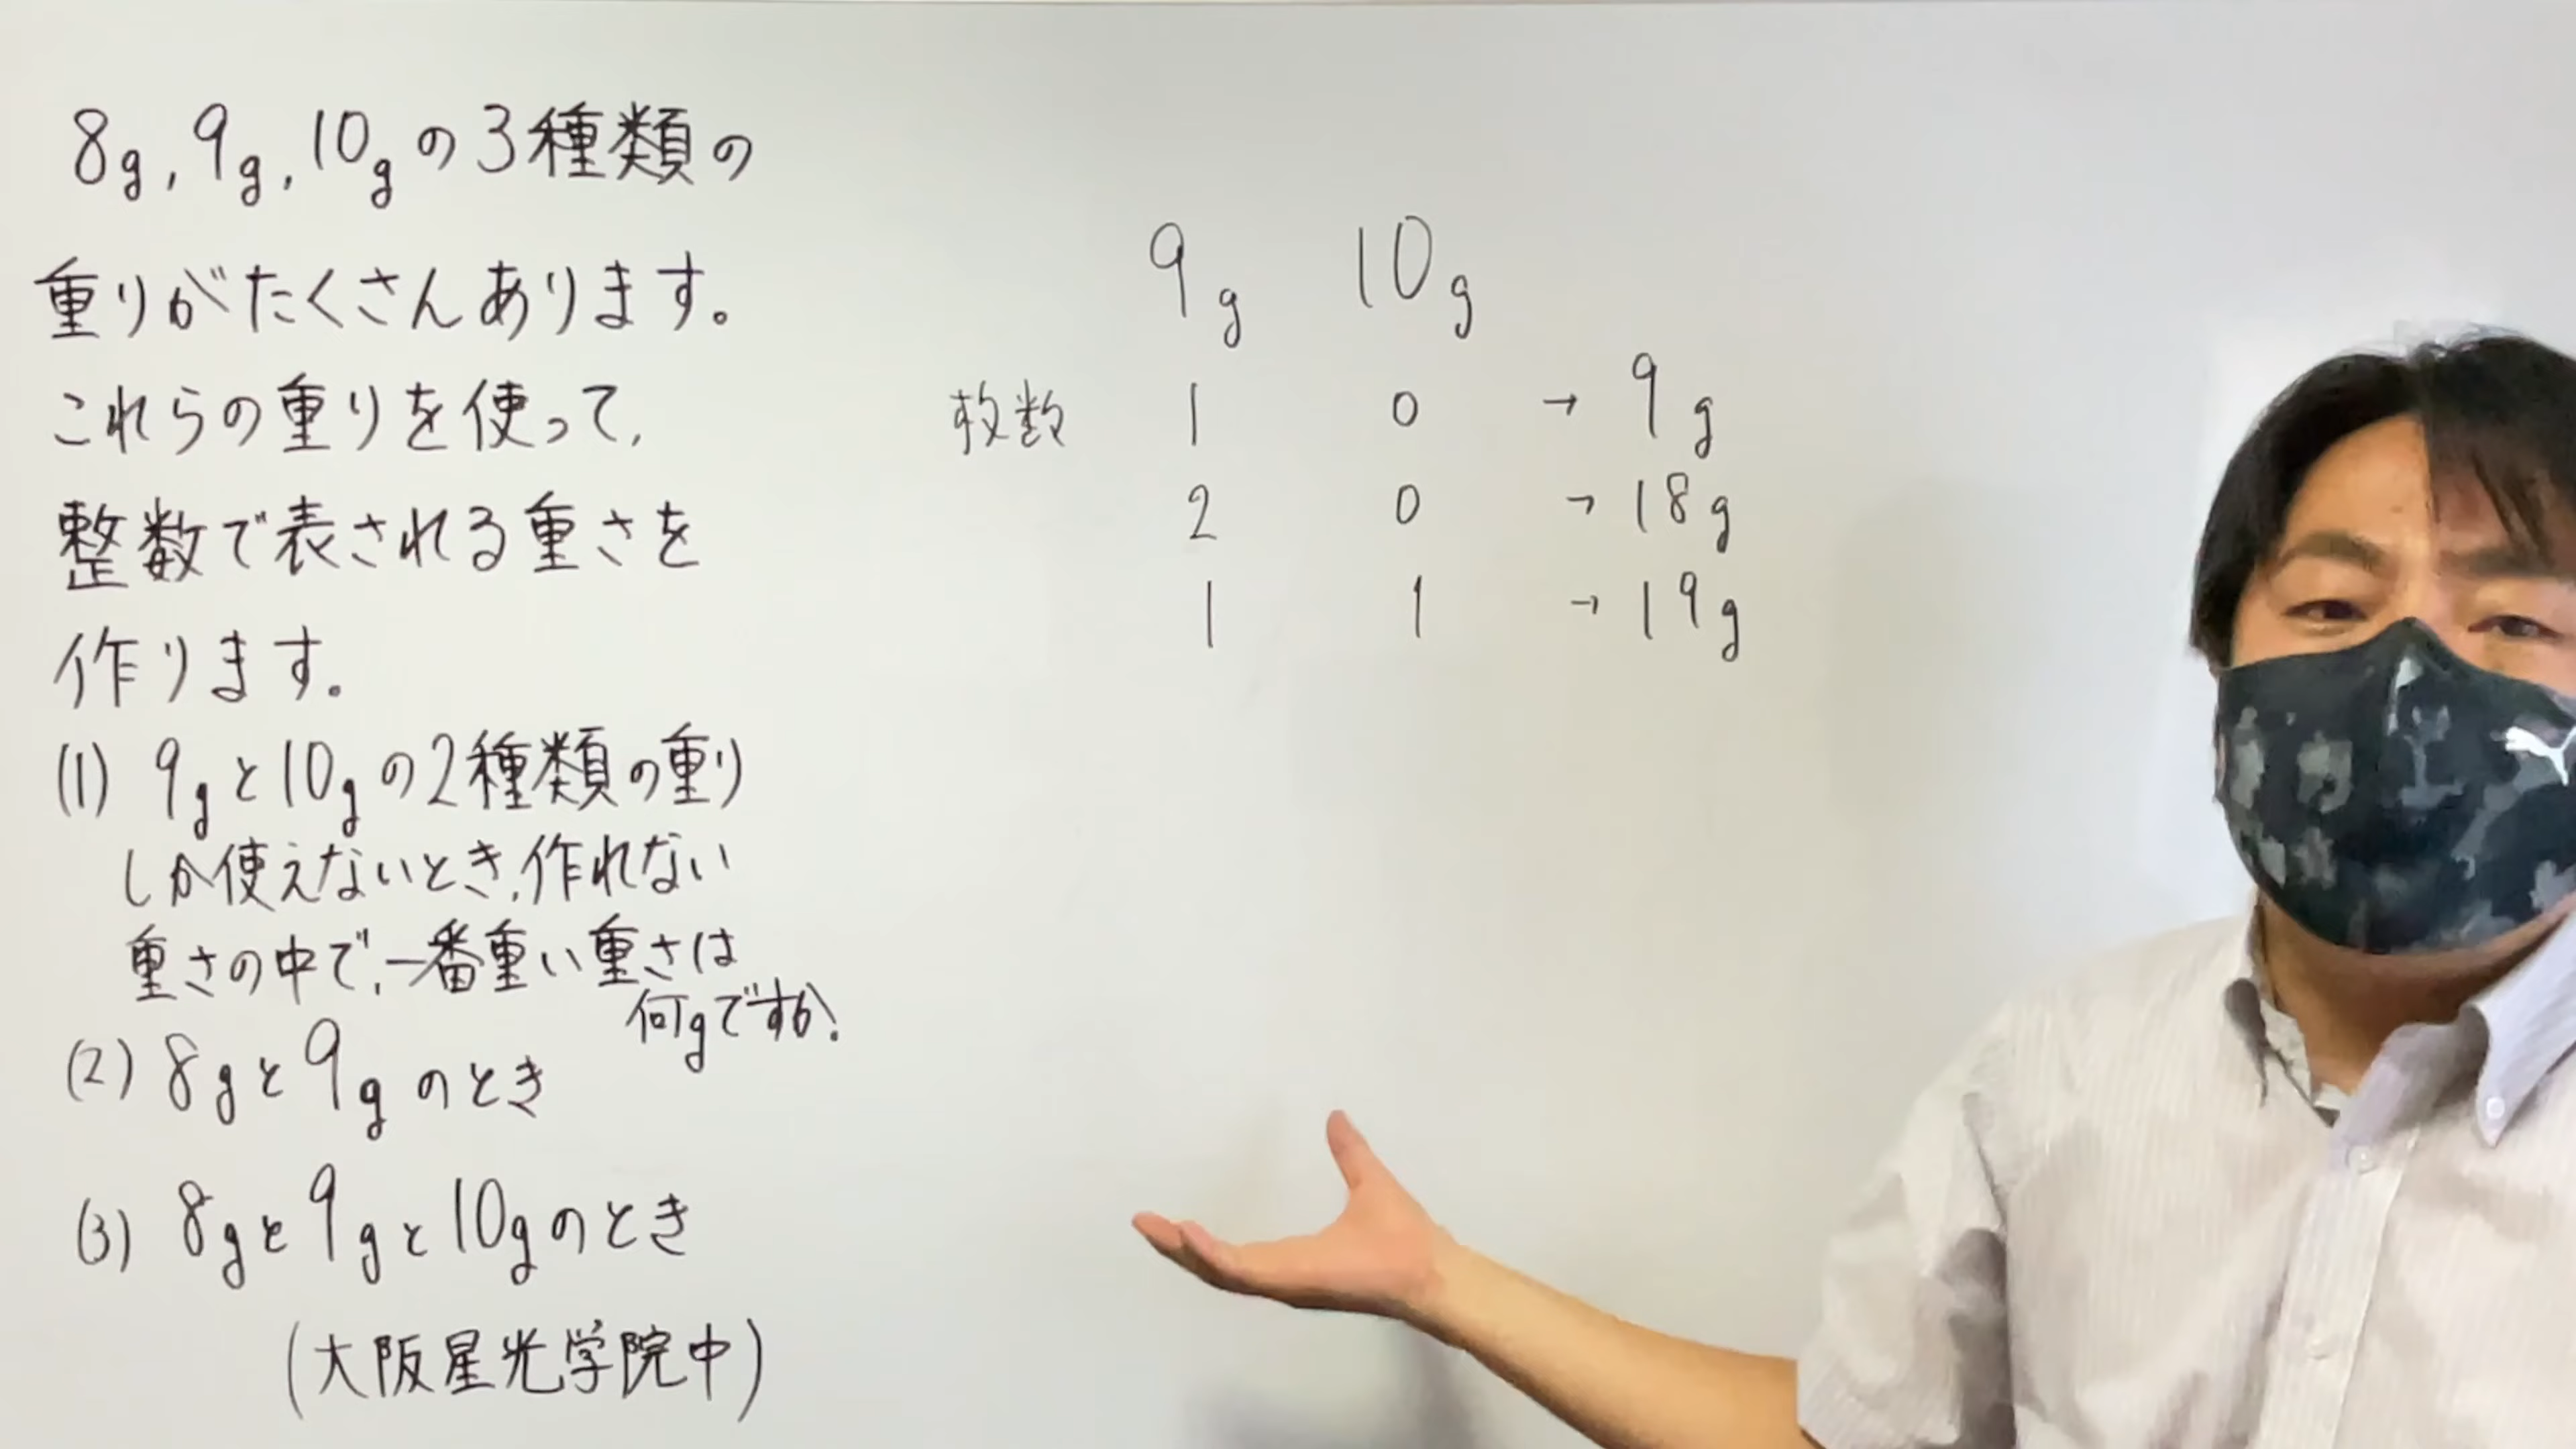 8g,9g,10gの3種類の
重りがたくさんあります。
これらの重りを使って,
整数で表される重さを
作ります。
(1) 9gと10gの2種類の重り
しか使えないとき,作れない
重さの中で,一番重い重さは
何gですか.
(2) 8gと9gのとき
(3) 8gと9gと10gのとき
(大阪星光学院中)
9g 10g
枚数 1 0 → 9g
2 0 → 18g
1 1 → 19g